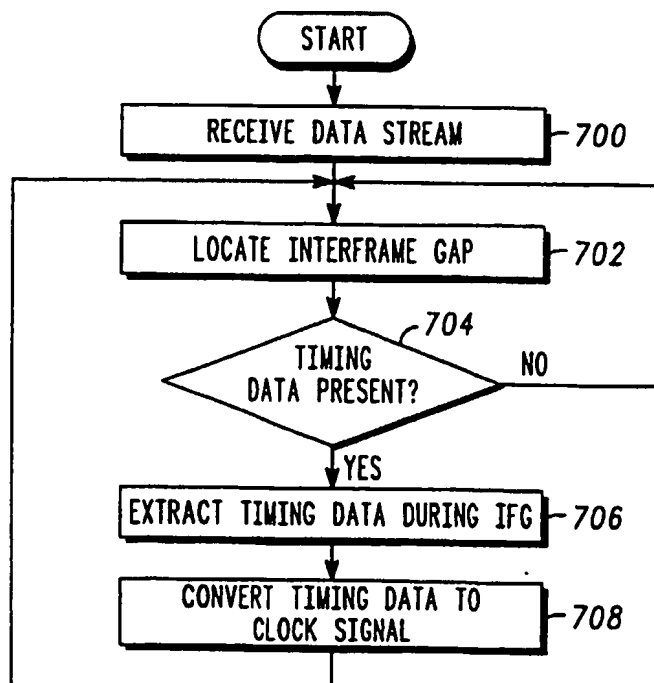 START
RECEIVE DATA STREAM
700
LOCATE INTERFRAME GAP
702
704
TIMING
DATA PRESENT?
NO
YES
EXTRACT TIMING DATA DURING IFG
706
CONVERT TIMING DATA TO
CLOCK SIGNAL
708